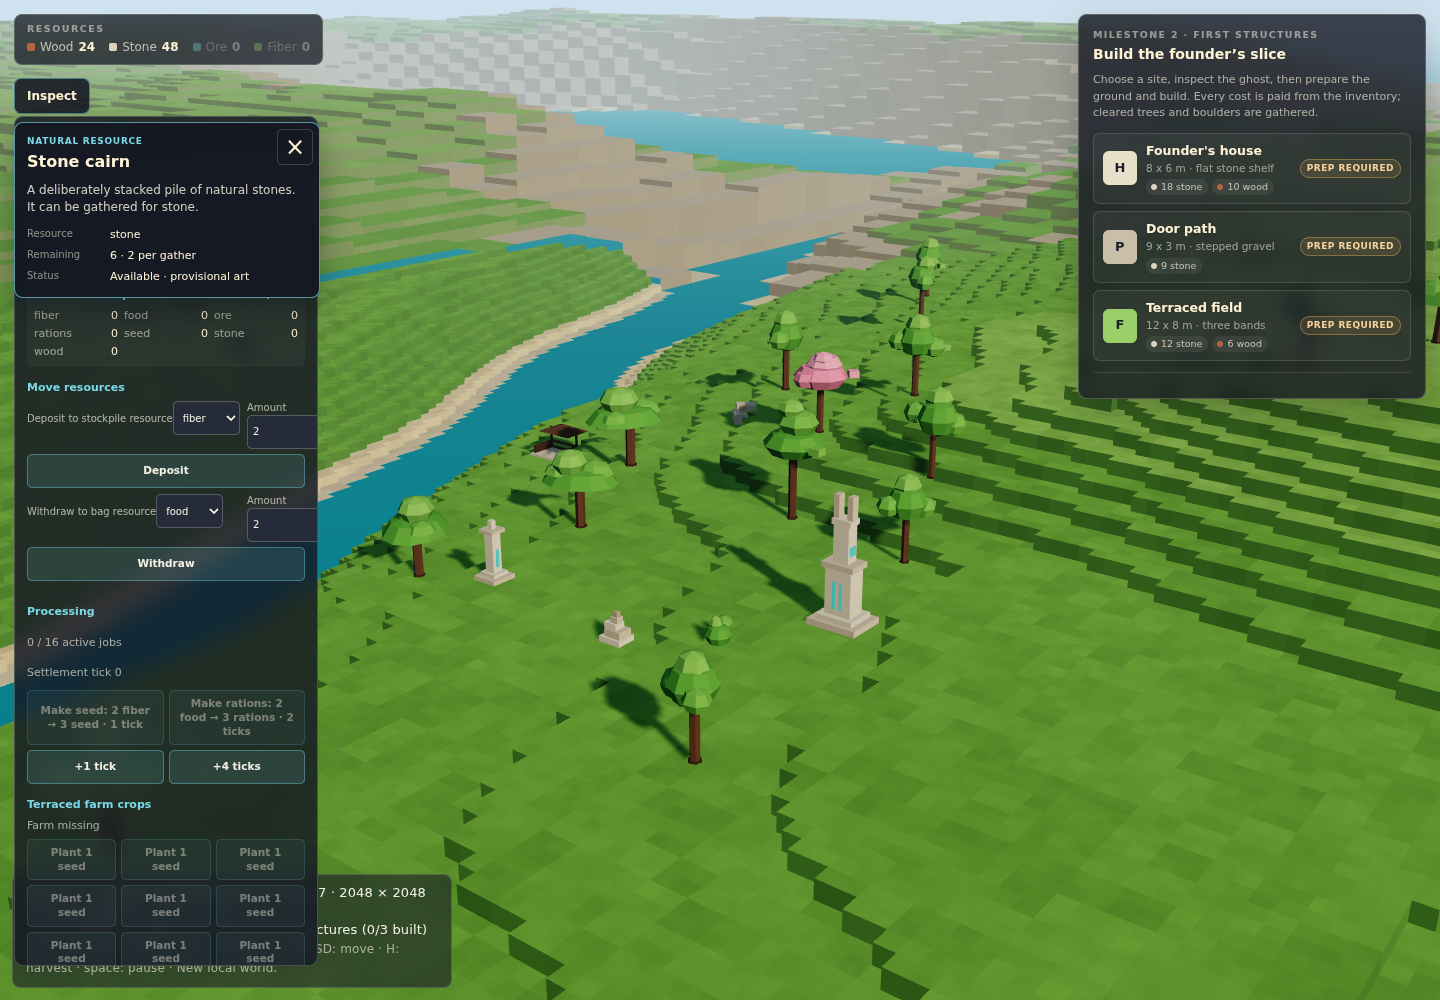 RESOURCES
Wood 24 Stone 48 Ore 0 Fiber 0
Inspect
NATURAL RESOURCE
Stone cairn
A deliberately stacked pile of natural stones.
It can be gathered for stone.
Resource stone
Remaining 6 · 2 per gather
Status Available · provisional art
fiber 0 food 0 ore 0
rations 0 seed 0 stone 0
wood 0
Move resources
Deposit to stockpile resource fiber Amount 2
Deposit
Withdraw to bag resource food Amount 2
Withdraw
Processing
0 / 16 active jobs
Settlement tick 0
Make seed: 2 fiber
→ 3 seed · 1 tick
Make rations: 2
food → 3 rations · 2
ticks
+1 tick +4 ticks
Terraced farm crops
Farm missing
Plant 1 seed Plant 1 seed Plant 1 seed
Plant 1 seed Plant 1 seed Plant 1 seed
Plant 1 seed Plant 1 seed Plant 1 seed
7 · 2048 × 2048
ctures (0/3 built)
SD: move · H:
harvest · space: pause · New local world.
MILESTONE 2 · FIRST STRUCTURES
Build the founder’s slice
Choose a site, inspect the ghost, then prepare the
ground and build. Every cost is paid from the inventory;
cleared trees and boulders are gathered.
H
Founder's house
8 x 6 m · flat stone shelf
18 stone 10 wood
PREP REQUIRED
P
Door path
9 x 3 m · stepped gravel
9 stone
PREP REQUIRED
F
Terraced field
12 x 8 m · three bands
12 stone 6 wood
PREP REQUIRED